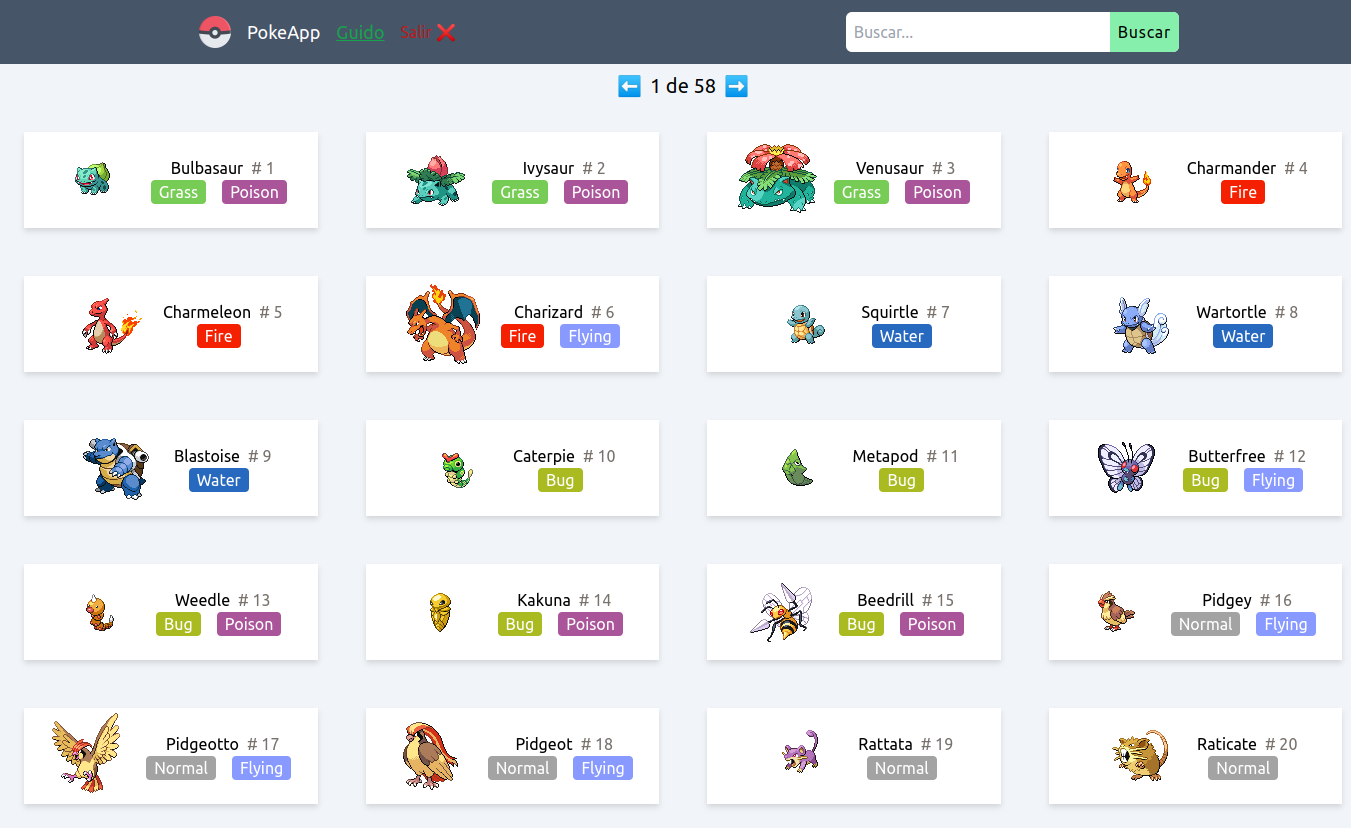 PokeApp Guido Salir ❌ Buscar... Buscar
⬅️ 1 de 58 ➡️
Bulbasaur # 1
Grass Poison
Ivysaur # 2
Grass Poison
Venusaur # 3
Grass Poison
Charmander # 4
Fire
Charmeleon # 5
Fire
Charizard # 6
Fire Flying
Squirtle # 7
Water
Wartortle # 8
Water
Blastoise # 9
Water
Caterpie # 10
Bug
Metapod # 11
Bug
Butterfree # 12
Bug Flying
Weedle # 13
Bug Poison
Kakuna # 14
Bug Poison
Beedrill # 15
Bug Poison
Pidgey # 16
Normal Flying
Pidgeotto # 17
Normal Flying
Pidgeot # 18
Normal Flying
Rattata # 19
Normal
Raticate # 20
Normal